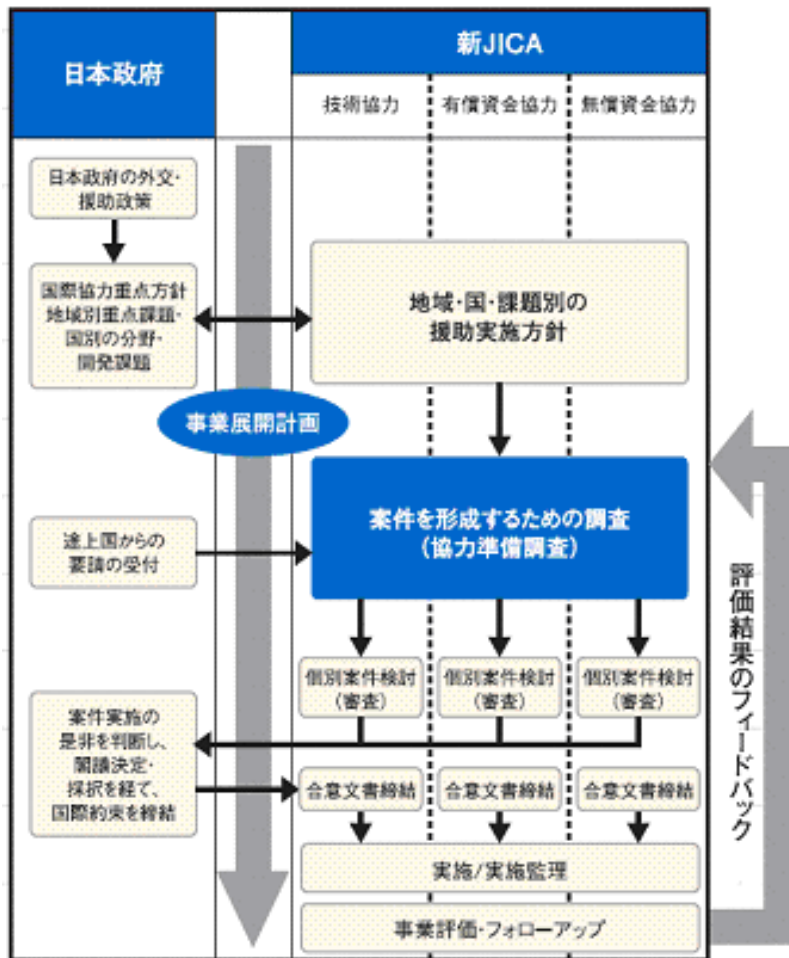 日本政府
新JICA
技術協力
有償資金協力
無償資金協力
日本政府の外交・
援助政策
国際協力重点方針
地域別重点課題・
国別の分野・
開発課題
地域・国・課題別の
援助実施方針
事業展開計画
途上国からの
要請の受付
案件を形成するための調査
(協力準備調査)
個別案件検討
(審査)
個別案件検討
(審査)
個別案件検討
(審査)
案件実施の
是非を判断し、
閣議決定・
採択を経て、
国際約束を締結
合意文書締結
合意文書締結
合意文書締結
実施/実施監理
事業評価・フォローアップ
評価結果のフィードバック